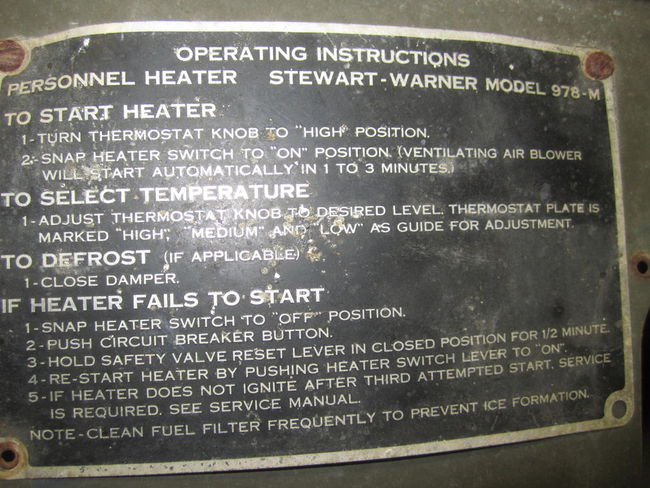 OPERATING INSTRUCTIONS
PERSONNEL HEATER STEWART-WARNER MODEL 978-M
TO START HEATER
1-TURN THERMOSTAT KNOB TO "HIGH" POSITION.
2-SNAP HEATER SWITCH TO "ON" POSITION. (VENTILATING AIR BLOWER
WILL START AUTOMATICALLY IN 1 TO 3 MINUTES.)
TO SELECT TEMPERATURE
1-ADJUST THERMOSTAT KNOB TO DESIRED LEVEL. THERMOSTAT PLATE IS
MARKED "HIGH", "MEDIUM" AND "LOW" AS GUIDE FOR ADJUSTMENT.
TO DEFROST (IF APPLICABLE)
1-CLOSE DAMPER.
IF HEATER FAILS TO START
1-SNAP HEATER SWITCH TO "OFF" POSITION.
2-PUSH CIRCUIT BREAKER BUTTON.
3-HOLD SAFETY VALVE RESET LEVER IN CLOSED POSITION FOR 1/2 MINUTE.
4-RE-START HEATER BY PUSHING HEATER SWITCH LEVER TO "ON".
5-IF HEATER DOES NOT IGNITE AFTER THIRD ATTEMPTED START, SERVICE
IS REQUIRED. SEE SERVICE MANUAL.
NOTE-CLEAN FUEL FILTER FREQUENTLY TO PREVENT ICE FORMATION.